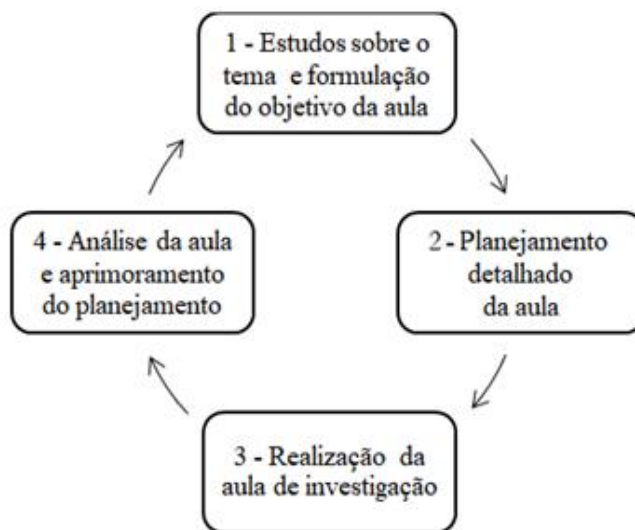 1 - Estudos sobre o
tema e formulação
do objetivo da aula
2 - Planejamento
detalhado
da aula
3 - Realização da
aula de investigação
4 - Análise da aula
e aprimoramento
do planejamento